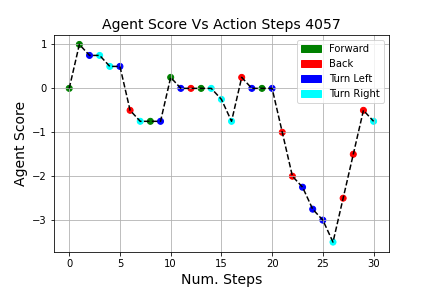 Agent Score Vs Action Steps 4057
Agent Score
1
0
−1
−2
−3
Forward
Back
Turn Left
Turn Right
0 5 10 15 20 25 30
Num. Steps